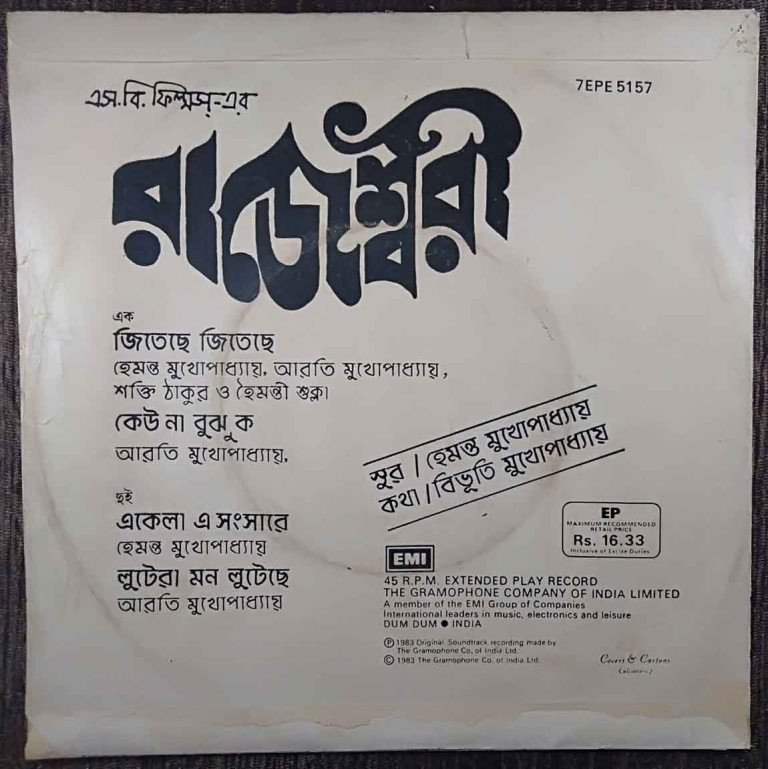 এস.বি. ফিল্মস্-এর
7EPE 5157
রাজেশ্বরী
এক
জিতেছে জিতেছে
হেমন্ত মুখোপাধ্যায়, আরতি মুখোপাধ্যায়,
শক্তি ঠাকুর ও হৈমন্তী শুক্লা
কেউ না বুঝুক
আরতি মুখোপাধ্যায়,
দুই
একেলা এ সংসারে
হেমন্ত মুখোপাধ্যায়
লুটেরা মন লুটেছে
আরতি মুখোপাধ্যায়
সুর / হেমন্ত মুখোপাধ্যায়
কথা / বিভূতি মুখোপাধ্যায়
EP
MAXIMUM RECOMMENDED
RETAIL PRICE
Rs. 16.33
Inclusive of Excise Duties
EMI
45 R.P.M. EXTENDED PLAY RECORD
THE GRAMOPHONE COMPANY OF INDIA LIMITED
A member of the EMI Group of Companies
International leaders in music, electronics and leisure
DUM DUM ● INDIA
Ⓟ 1983 Original Soundtrack recording made by
The Gramophone Co. of India Ltd.
© 1983 The Gramophone Co. of India Ltd.
Covers & Cartons
Calcutta-17